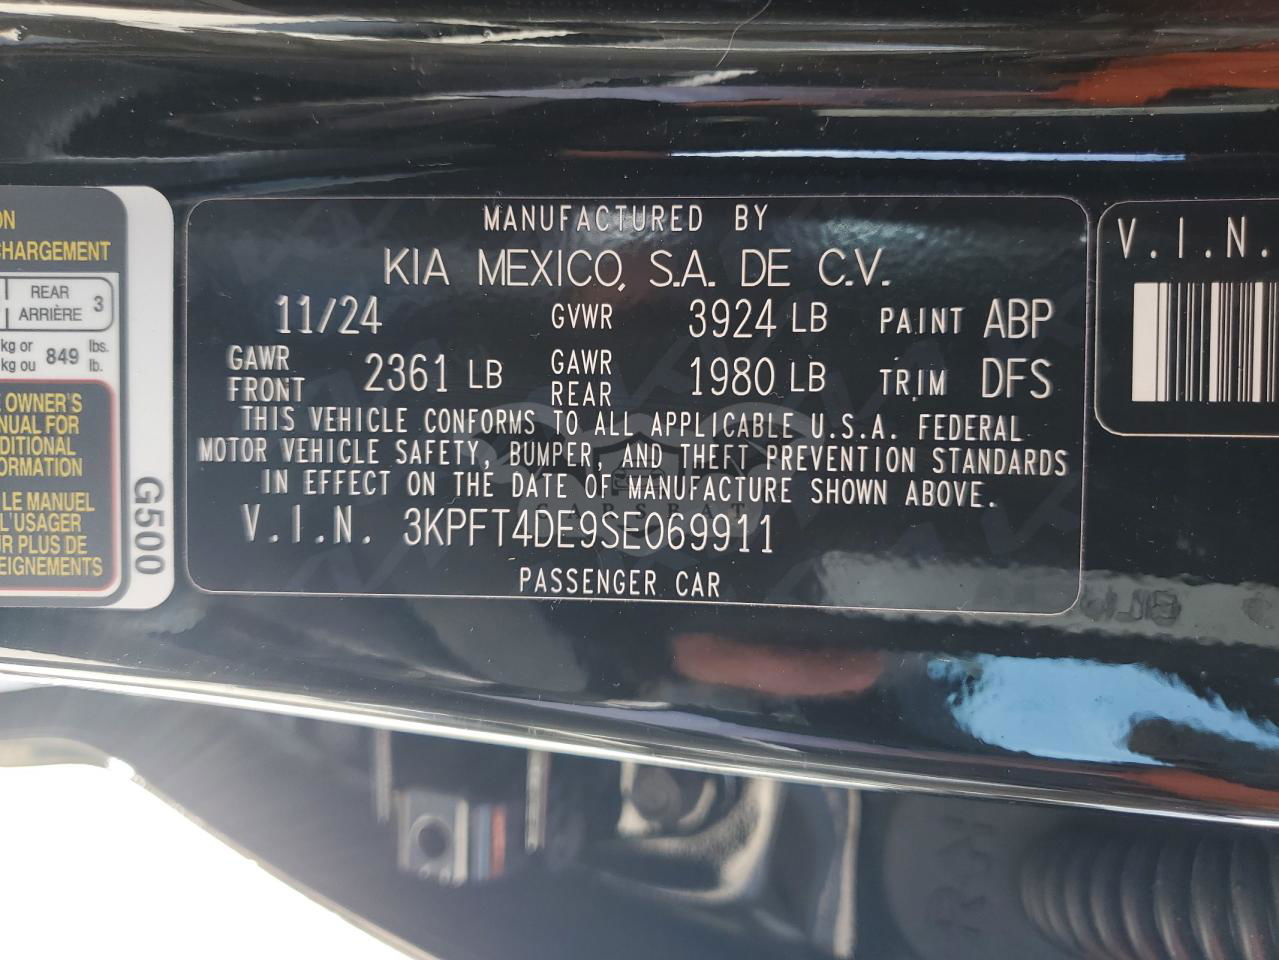 MANUFACTURED BY
KIA MEXICO, S.A. DE C.V.
11/24 GVWR 3924 LB PAINT ABP
GAWR FRONT 2361 LB GAWR REAR 1980 LB TRIM DFS
THIS VEHICLE CONFORMS TO ALL APPLICABLE U.S.A. FEDERAL
MOTOR VEHICLE SAFETY, BUMPER, AND THEFT PREVENTION STANDARDS
IN EFFECT ON THE DATE OF MANUFACTURE SHOWN ABOVE.
V.I.N. 3KPFT4DE9SE069911
PASSENGER CAR
CARSBAT
ON
CHARGEMENT
REAR
ARRIÈRE 3
kg or 849 lbs.
kg ou lb.
OWNER'S
NUAL FOR
DITIONAL
FORMATION
LE MANUEL
L'USAGER
UR PLUS DE
EIGNEMENTS
G500
V.I.N.